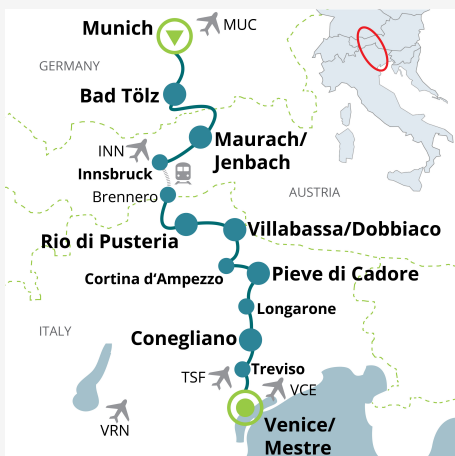 Munich
MUC
GERMANY
Bad Tölz
Maurach/
Jenbach
INN
Innsbruck
Brennero
AUSTRIA
Rio di Pusteria
Villabassa/Dobbiaco
Cortina d‘Ampezzo
Pieve di Cadore
Longarone
ITALY
Conegliano
Treviso
TSF
VCE
VRN
Venice/
Mestre